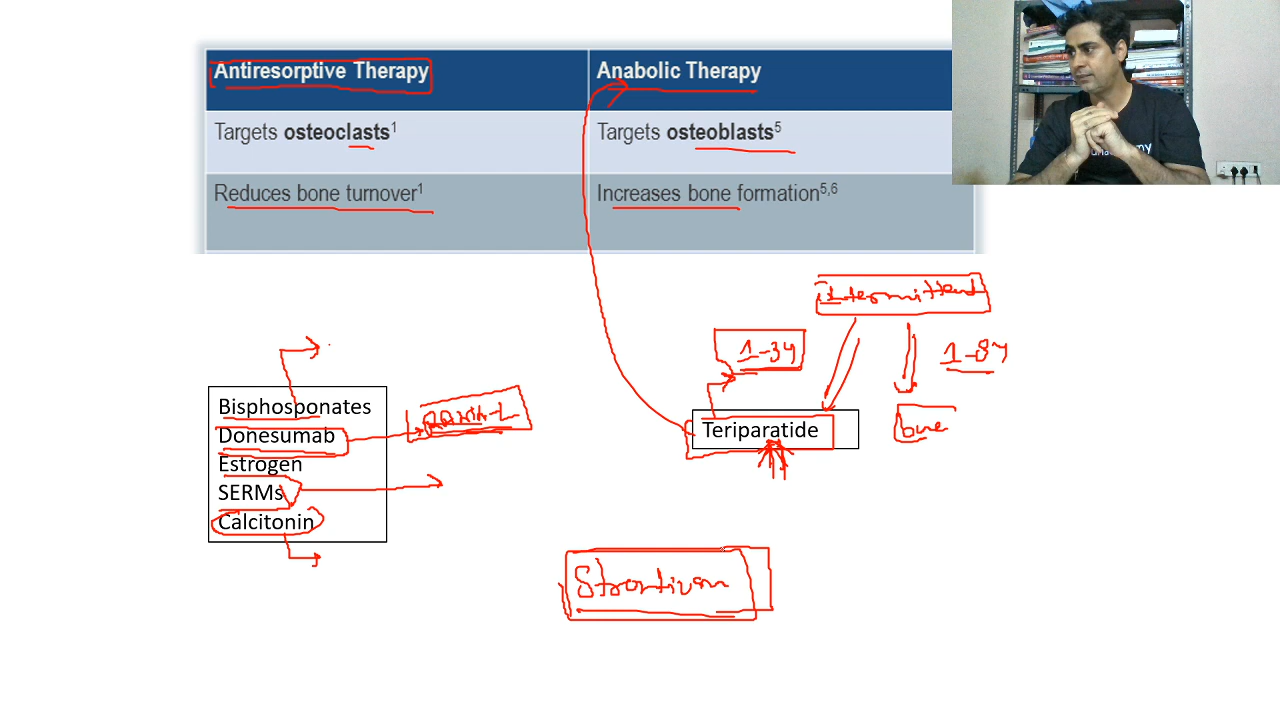 Antiresorptive Therapy
Anabolic Therapy
Targets osteoclasts1
Targets osteoblasts5
Reduces bone turnover1
Increases bone formation5,6
intermittent
1-34
1-84
Bisphosponates
Donesumab
RANK-L
Estrogen
SERMs
Calcitonin
Teriparatide
bone
Strontium